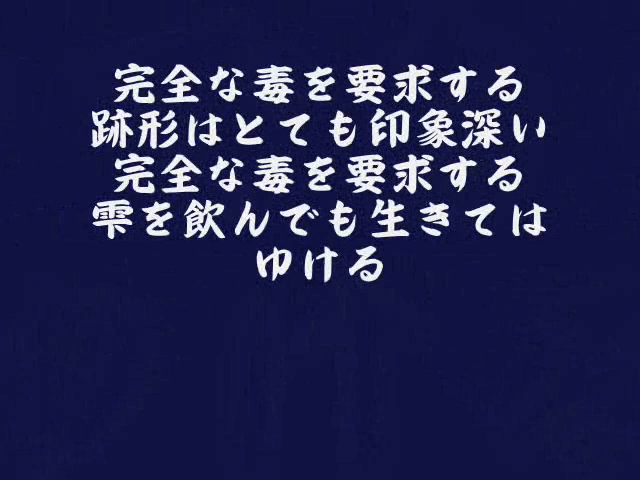 完全な毒を要求する
跡形はとても印象深い
完全な毒を要求する
雫を飲んでも生きては
ゆける